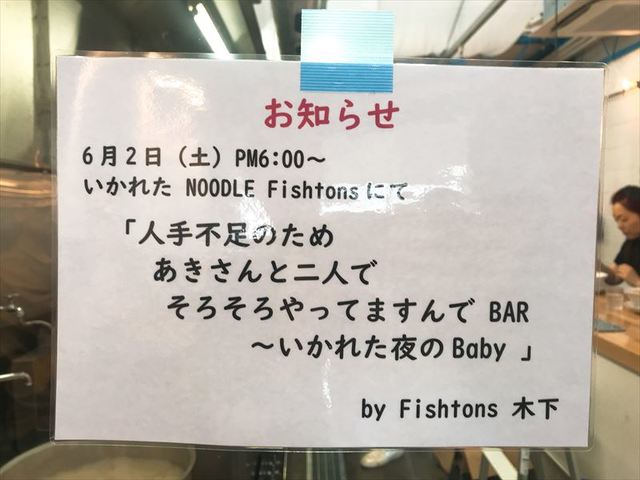 お知らせ
6月2日（土）PM6:00～
いかれた NOODLE Fishtonsにて
「人手不足のため
あきさんと二人で
そろそろやってますんで BAR
～いかれた夜のBaby 」
by Fishtons 木下